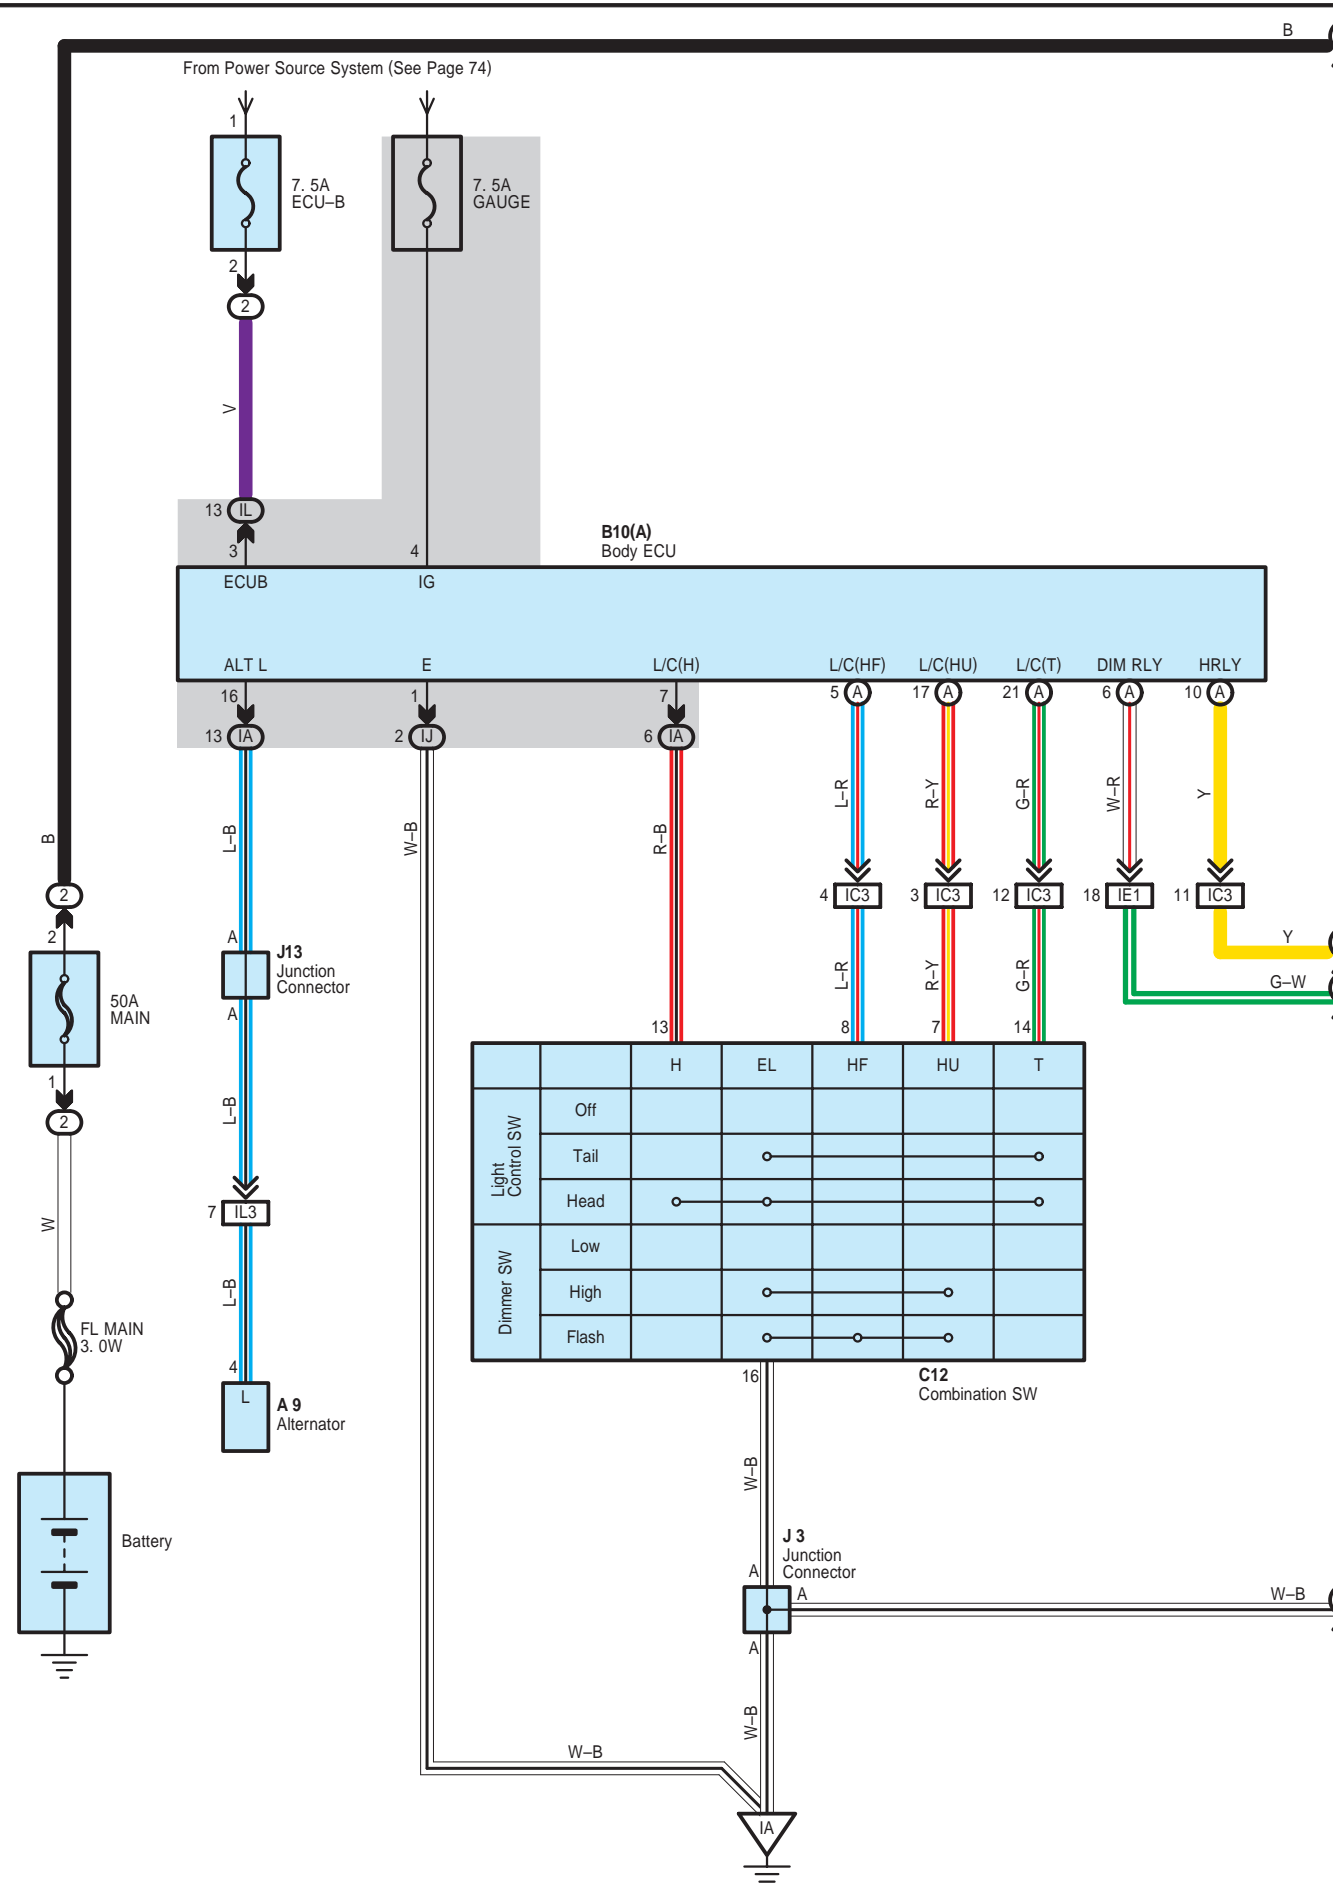 B
From Power Source System (See Page 74)
1
7. 5A
ECU–B
7. 5A
GAUGE
2
2
V
13 IL
3
4
B10(A)
Body ECU
ECUB
IG
ALT L
E
L/C(H)
L/C(HF)
L/C(HU)
L/C(T)
DIM RLY
HRLY
16
1
7
5 A
17 A
21 A
6 A
10 A
13 IA
2 IJ
6 IA
B
L–B
W–B
R–B
L–R
R–Y
G–R
W–R
Y
2
2
4 IC3
3 IC3
12 IC3
18 IE1
11 IC3
A
J13
Junction
Connector
A
50A
MAIN
1
2
Y
G–W
L–R
R–Y
G–R
13
8
7
14
H
EL
HF
HU
T
Light
Control SW
Off
Tail
Head
Dimmer SW
Low
High
Flash
L–B
7 IL3
W
L–B
FL MAIN
3. 0W
4
L
A 9
Alternator
16
C12
Combination SW
W–B
Battery
J 3
Junction
Connector
A
A
W–B
A
W–B
W–B
IA